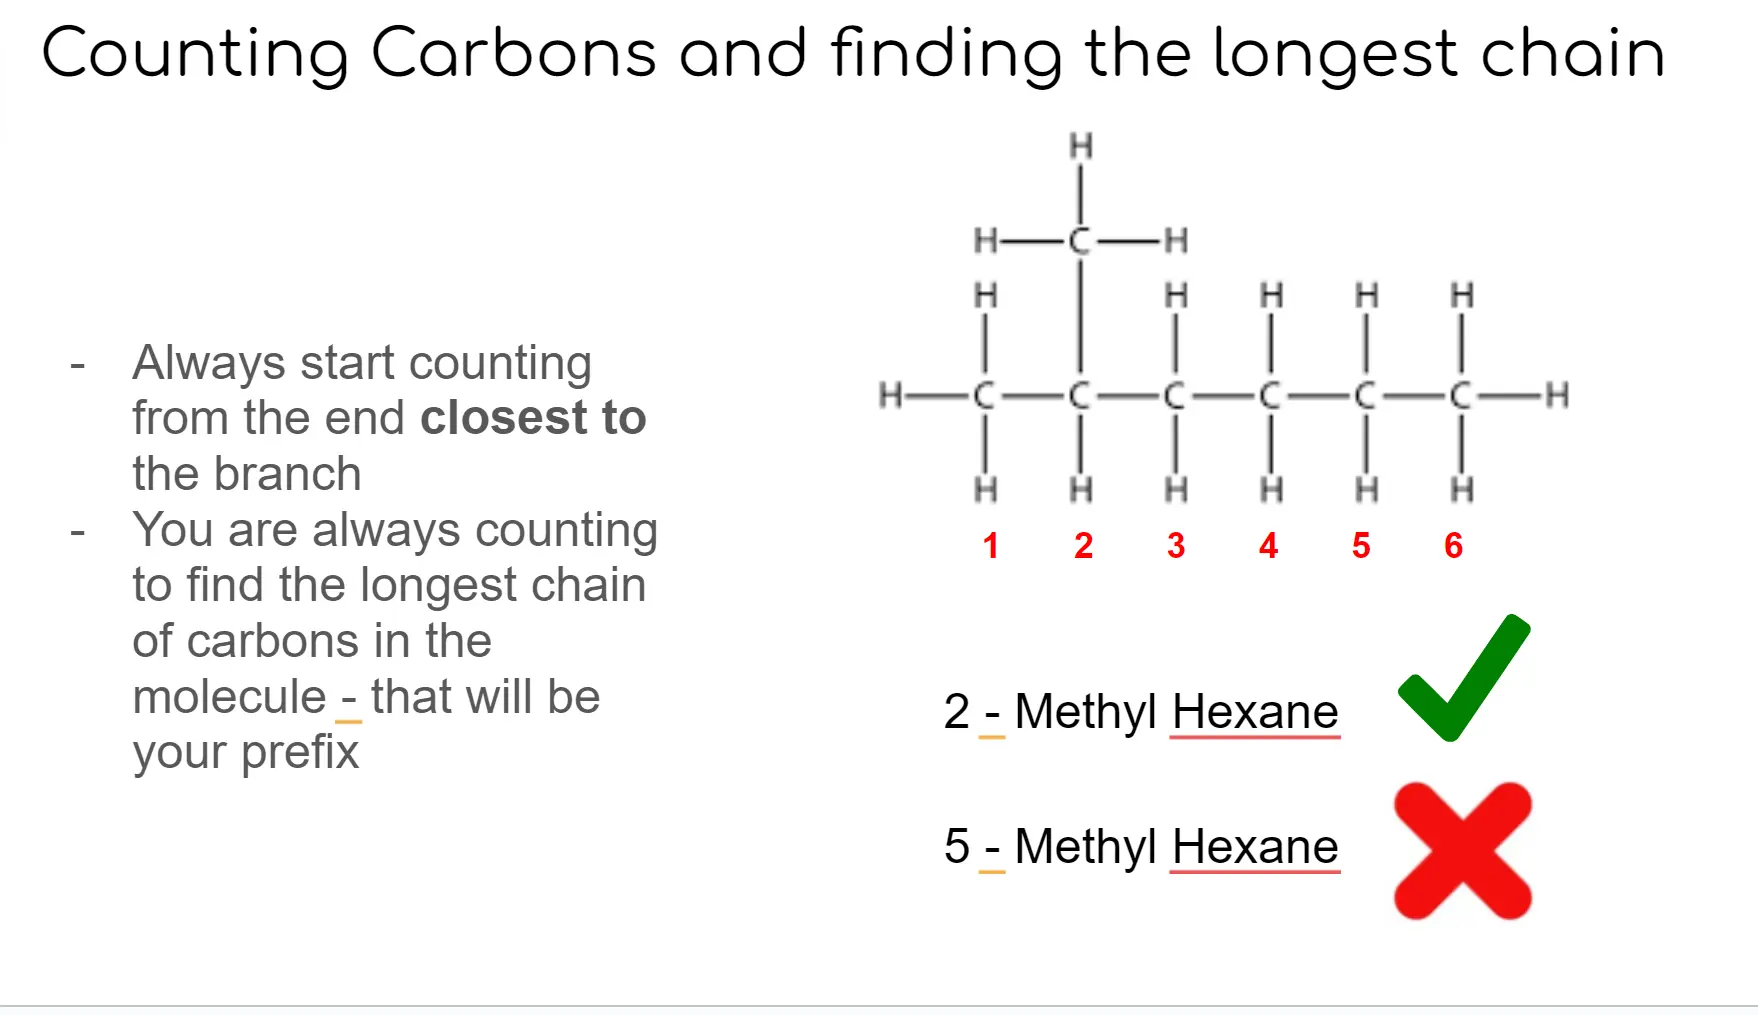 Counting Carbons and finding the longest chain
H
H C H
H H H H H
H C C C C C C H
H H H H H H
1 2 3 4 5 6
- Always start counting
from the end closest to
the branch
- You are always counting
to find the longest chain
of carbons in the
molecule - that will be
your prefix
2 - Methyl Hexane
5 - Methyl Hexane